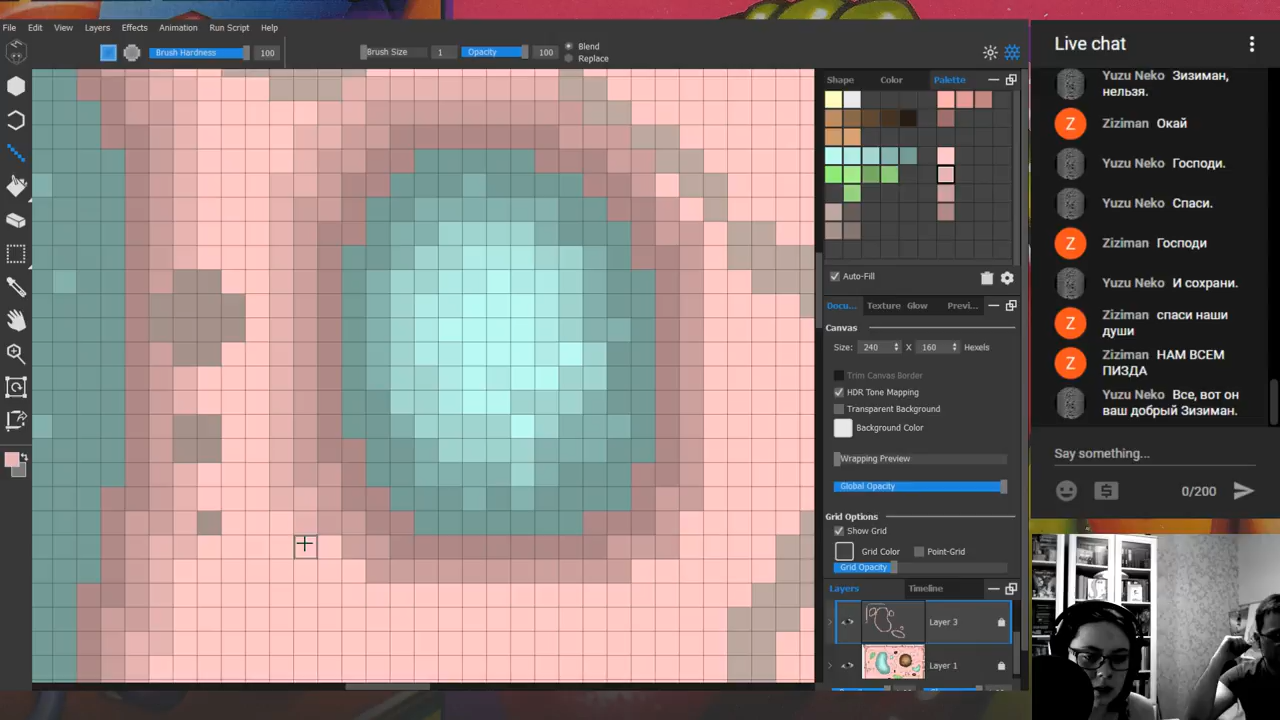 File Edit View Layers Effects Animation Run Script Help
Brush Hardness 100 Brush Size 1 Opacity 100 Blend
Replace
Shape Color Palette
Auto-Fill
Docu... Texture Glow Previ...
Canvas
Size: 240 X 160 Hexels
Trim Canvas Border
HDR Tone Mapping
Transparent Background
Background Color
Wrapping Preview
Global Opacity
Grid Options
Show Grid
Grid Color Point-Grid
Grid Opacity
Layers Timeline
Layer 3
Layer 1
Live chat
Yuzu Neko Зизиман,
нельзя.
Ziziman Окай
Yuzu Neko Господи.
Yuzu Neko Спаси.
Ziziman Господи
Yuzu Neko И сохрани.
Ziziman спаси наши
души
Ziziman НАМ ВСЕМ
ПИЗДА
Yuzu Neko Все, вот он
ваш добрый Зизиман.
Say something...
0/200